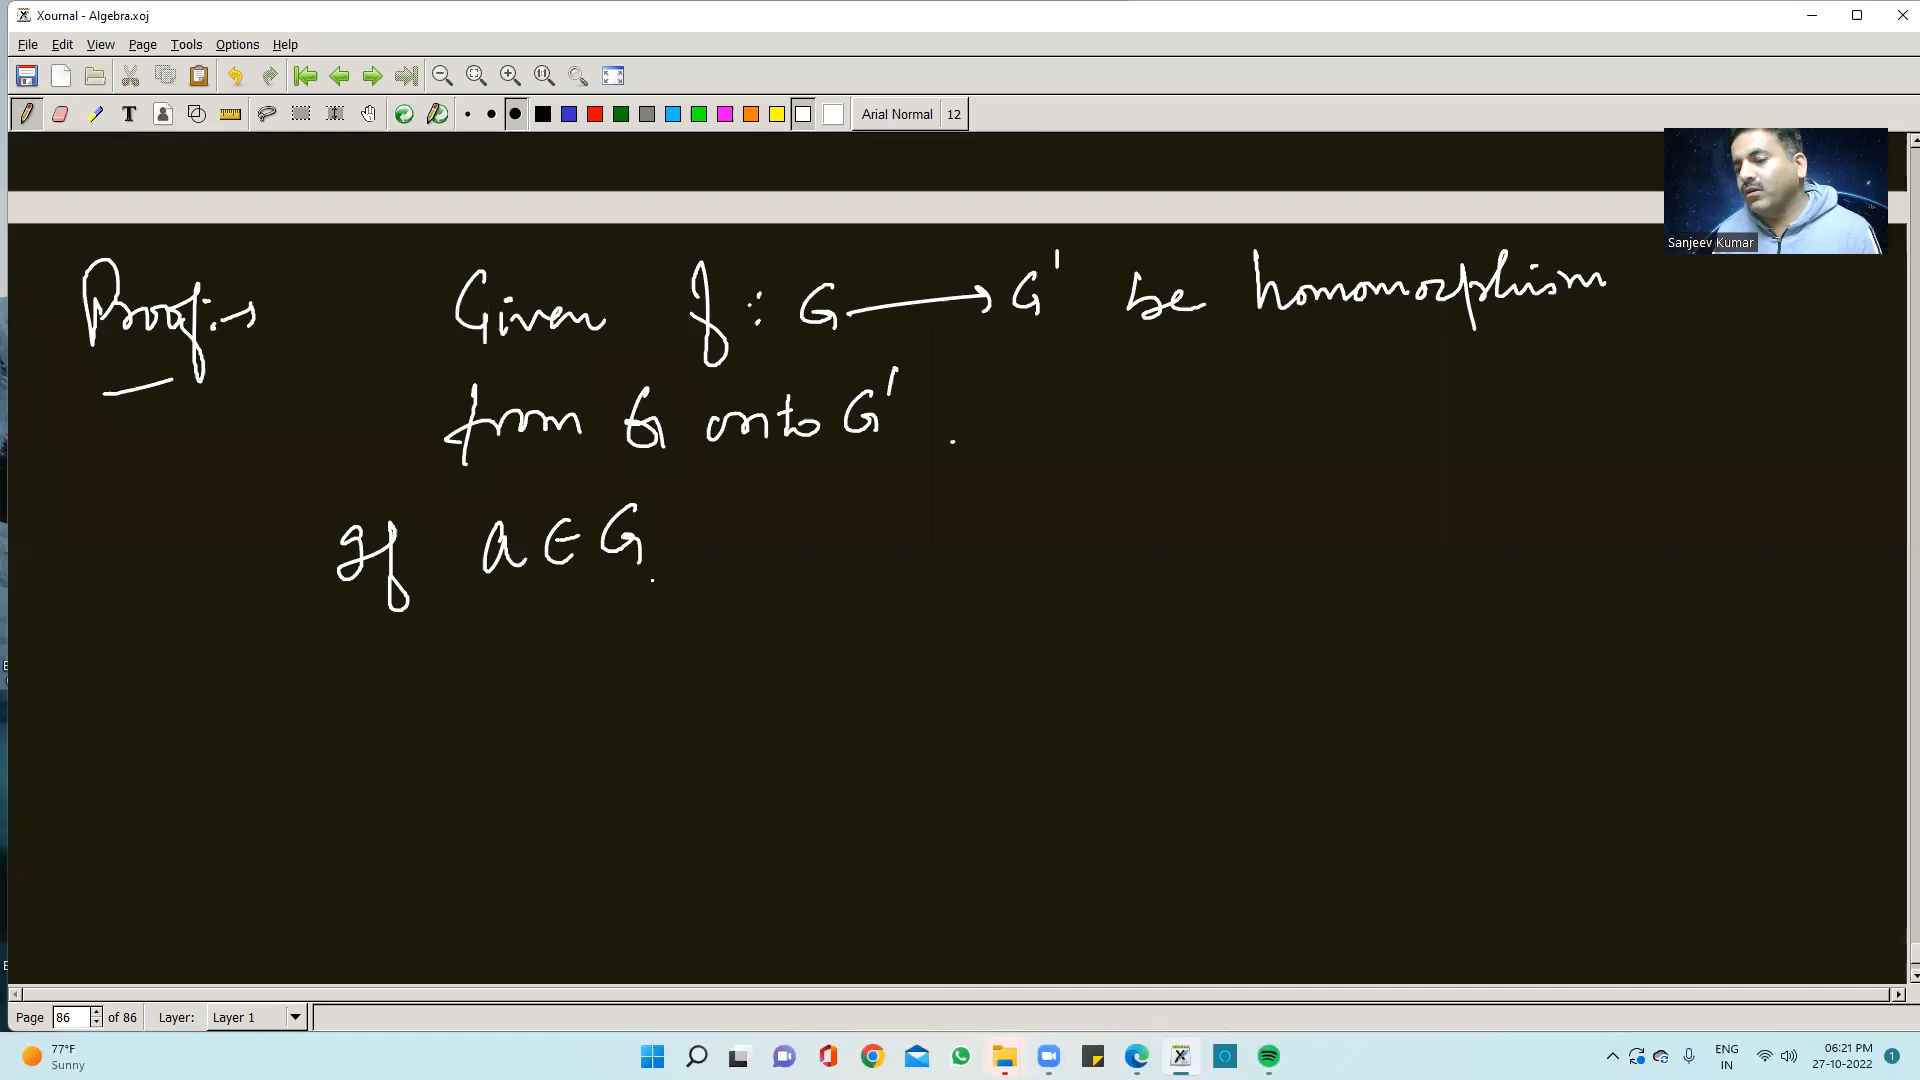 Xournal - Algebra.xoj
File Edit View Page Tools Options Help
Arial Normal 12
Sanjeev Kumar
Proof:→ Given f : G ⟶ G' be homomorphism
from G onto G'.
If a ∈ G
Page 86 of 86 Layer: Layer 1
77°F
Sunny
ENG
IN
06:21 PM
27-10-2022
1